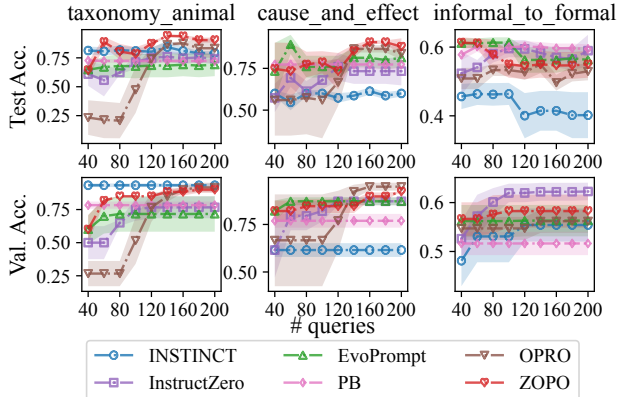 taxonomy_animal cause_and_effect informal_to_formal
Test Acc.
0.75
0.50
0.25
40 80 120 160 200
0.75
0.50
40 80 120 160 200
0.6
0.4
40 80 120 160 200
Val. Acc.
0.75
0.50
0.25
40 80 120 160 200
0.75
0.50
40 80 120 160 200
0.6
0.5
40 80 120 160 200
# queries
INSTINCT EvoPrompt OPRO
InstructZero PB ZOPO